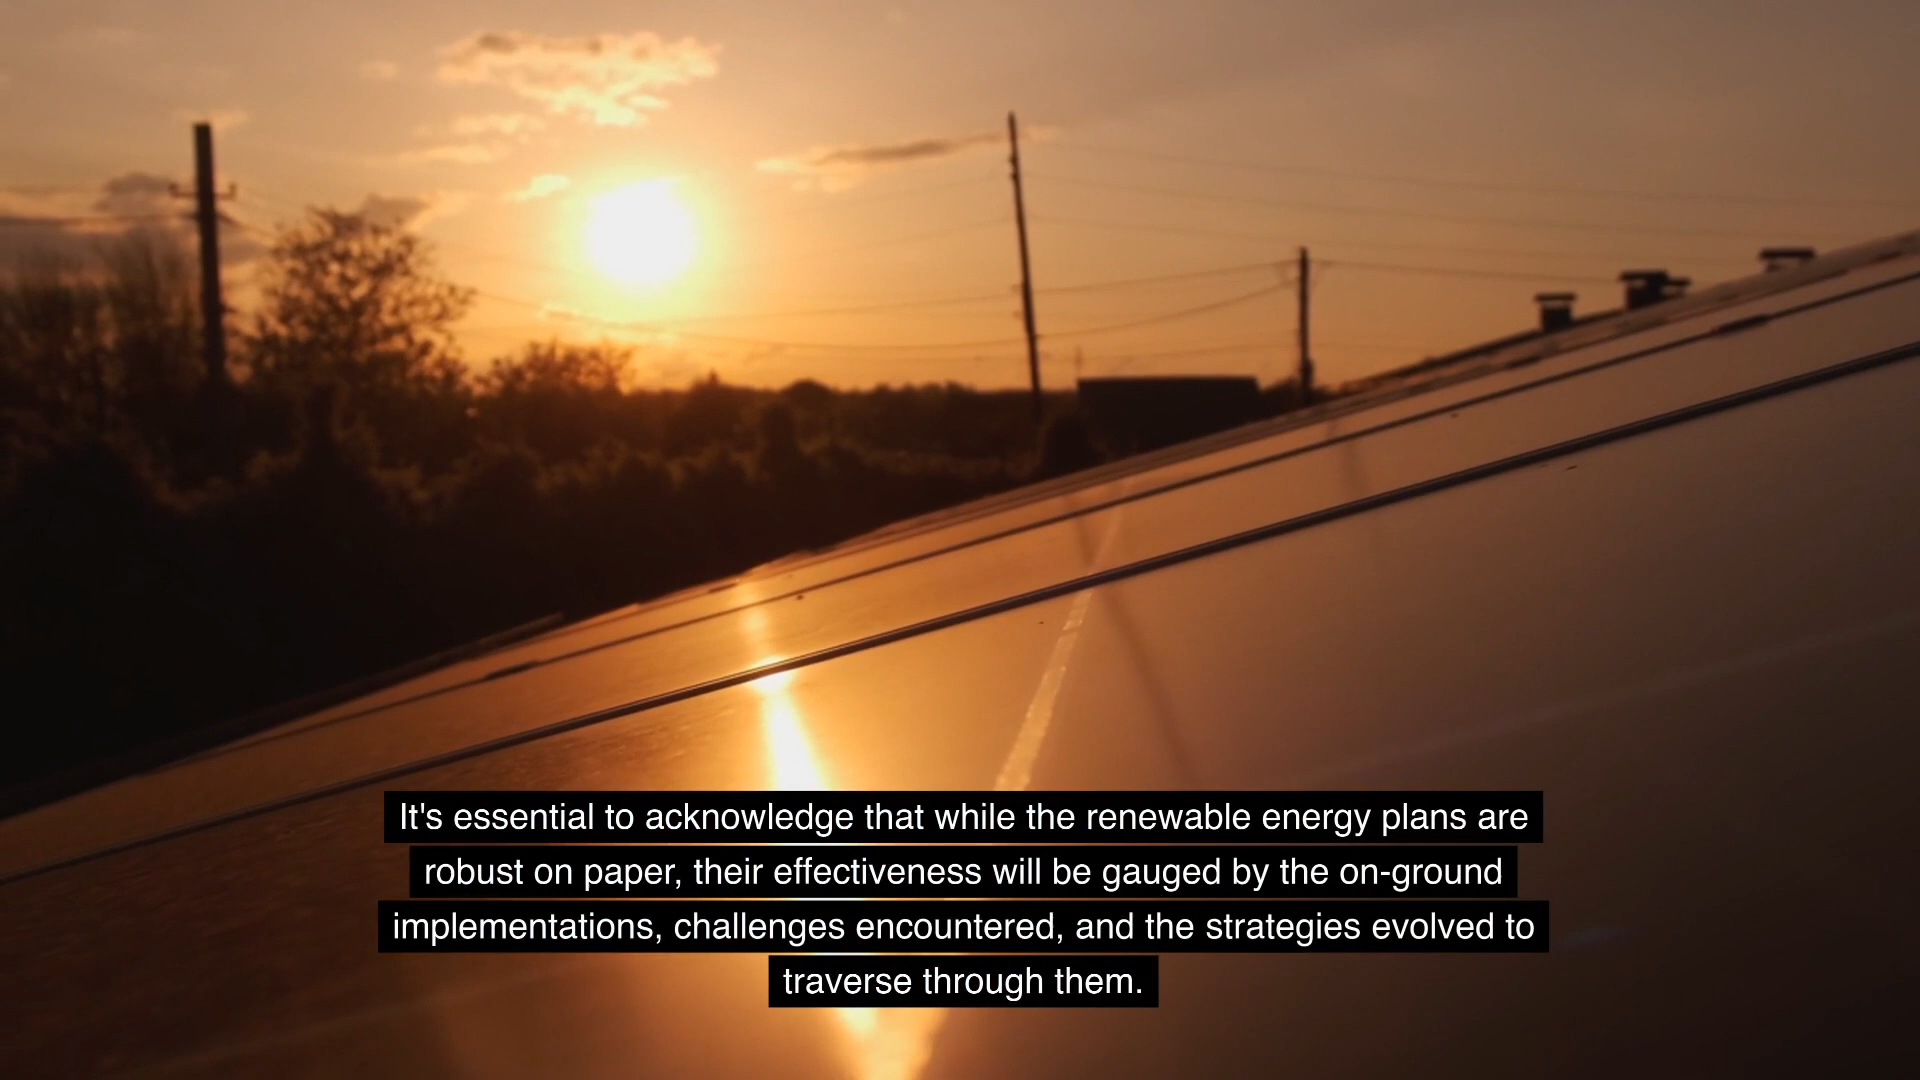 It's essential to acknowledge that while the renewable energy plans are
robust on paper, their effectiveness will be gauged by the on-ground
implementations, challenges encountered, and the strategies evolved to
traverse through them.